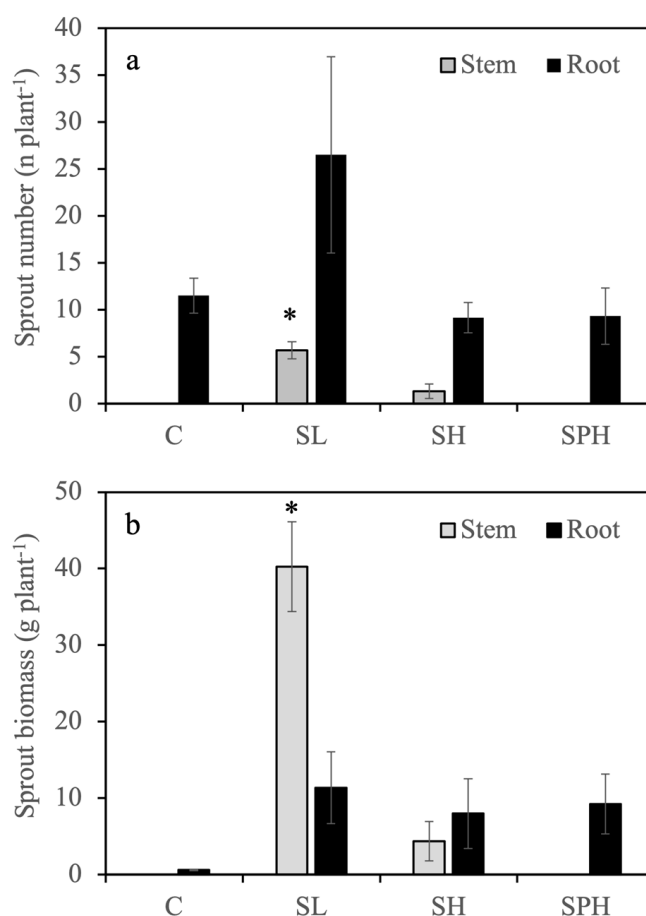 Sprout number (n plant⁻¹)
40
35
30
25
20
15
10
5
0
a
Stem Root
*
C SL SH SPH
Sprout biomass (g plant⁻¹)
50
40
30
20
10
0
b
*
Stem Root
C SL SH SPH